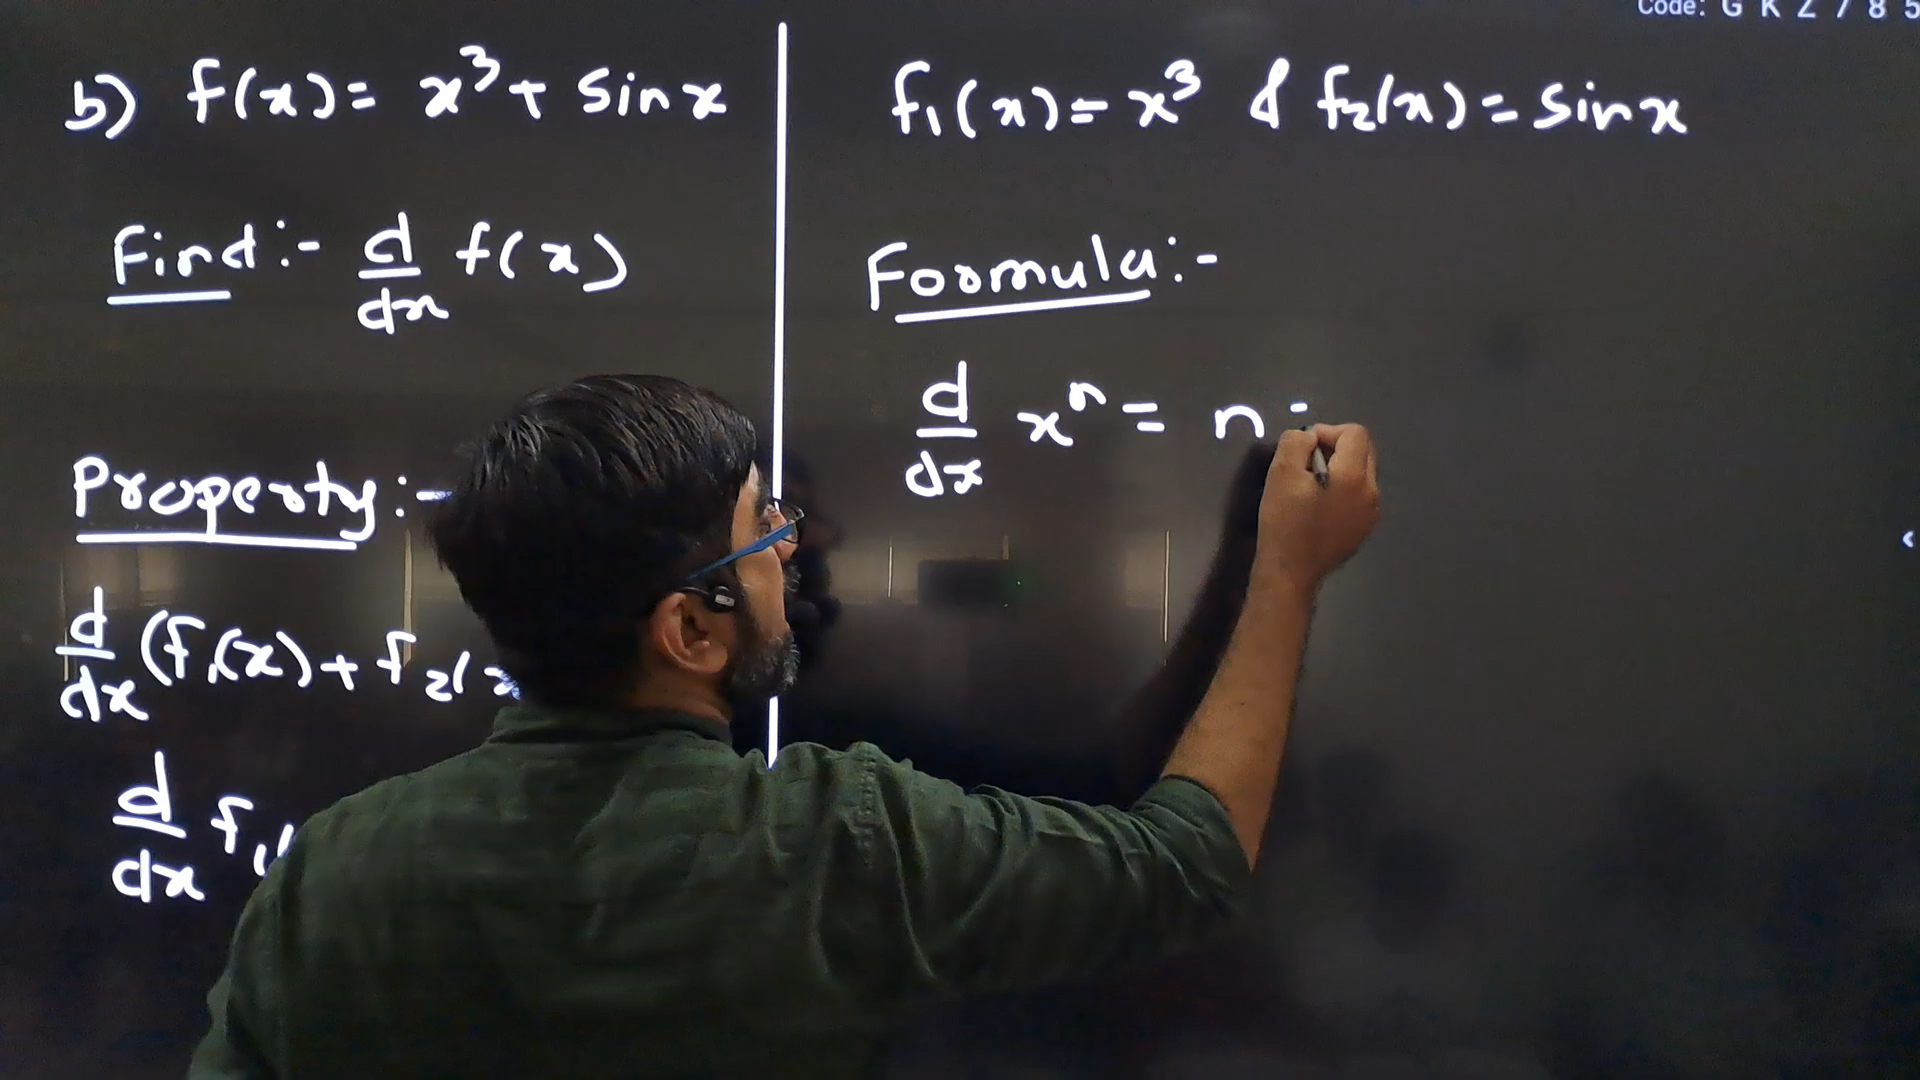 Code: G K Z 7 8 5
b) f(x) = x³ + sin x
Find :- d/dx f(x)
Property :-
d/dx (f₁(x) + f₂(x
d/dx f₁(
f₁(x) = x³ & f₂(x) = sin x
Formula :-
d/dx xⁿ = n